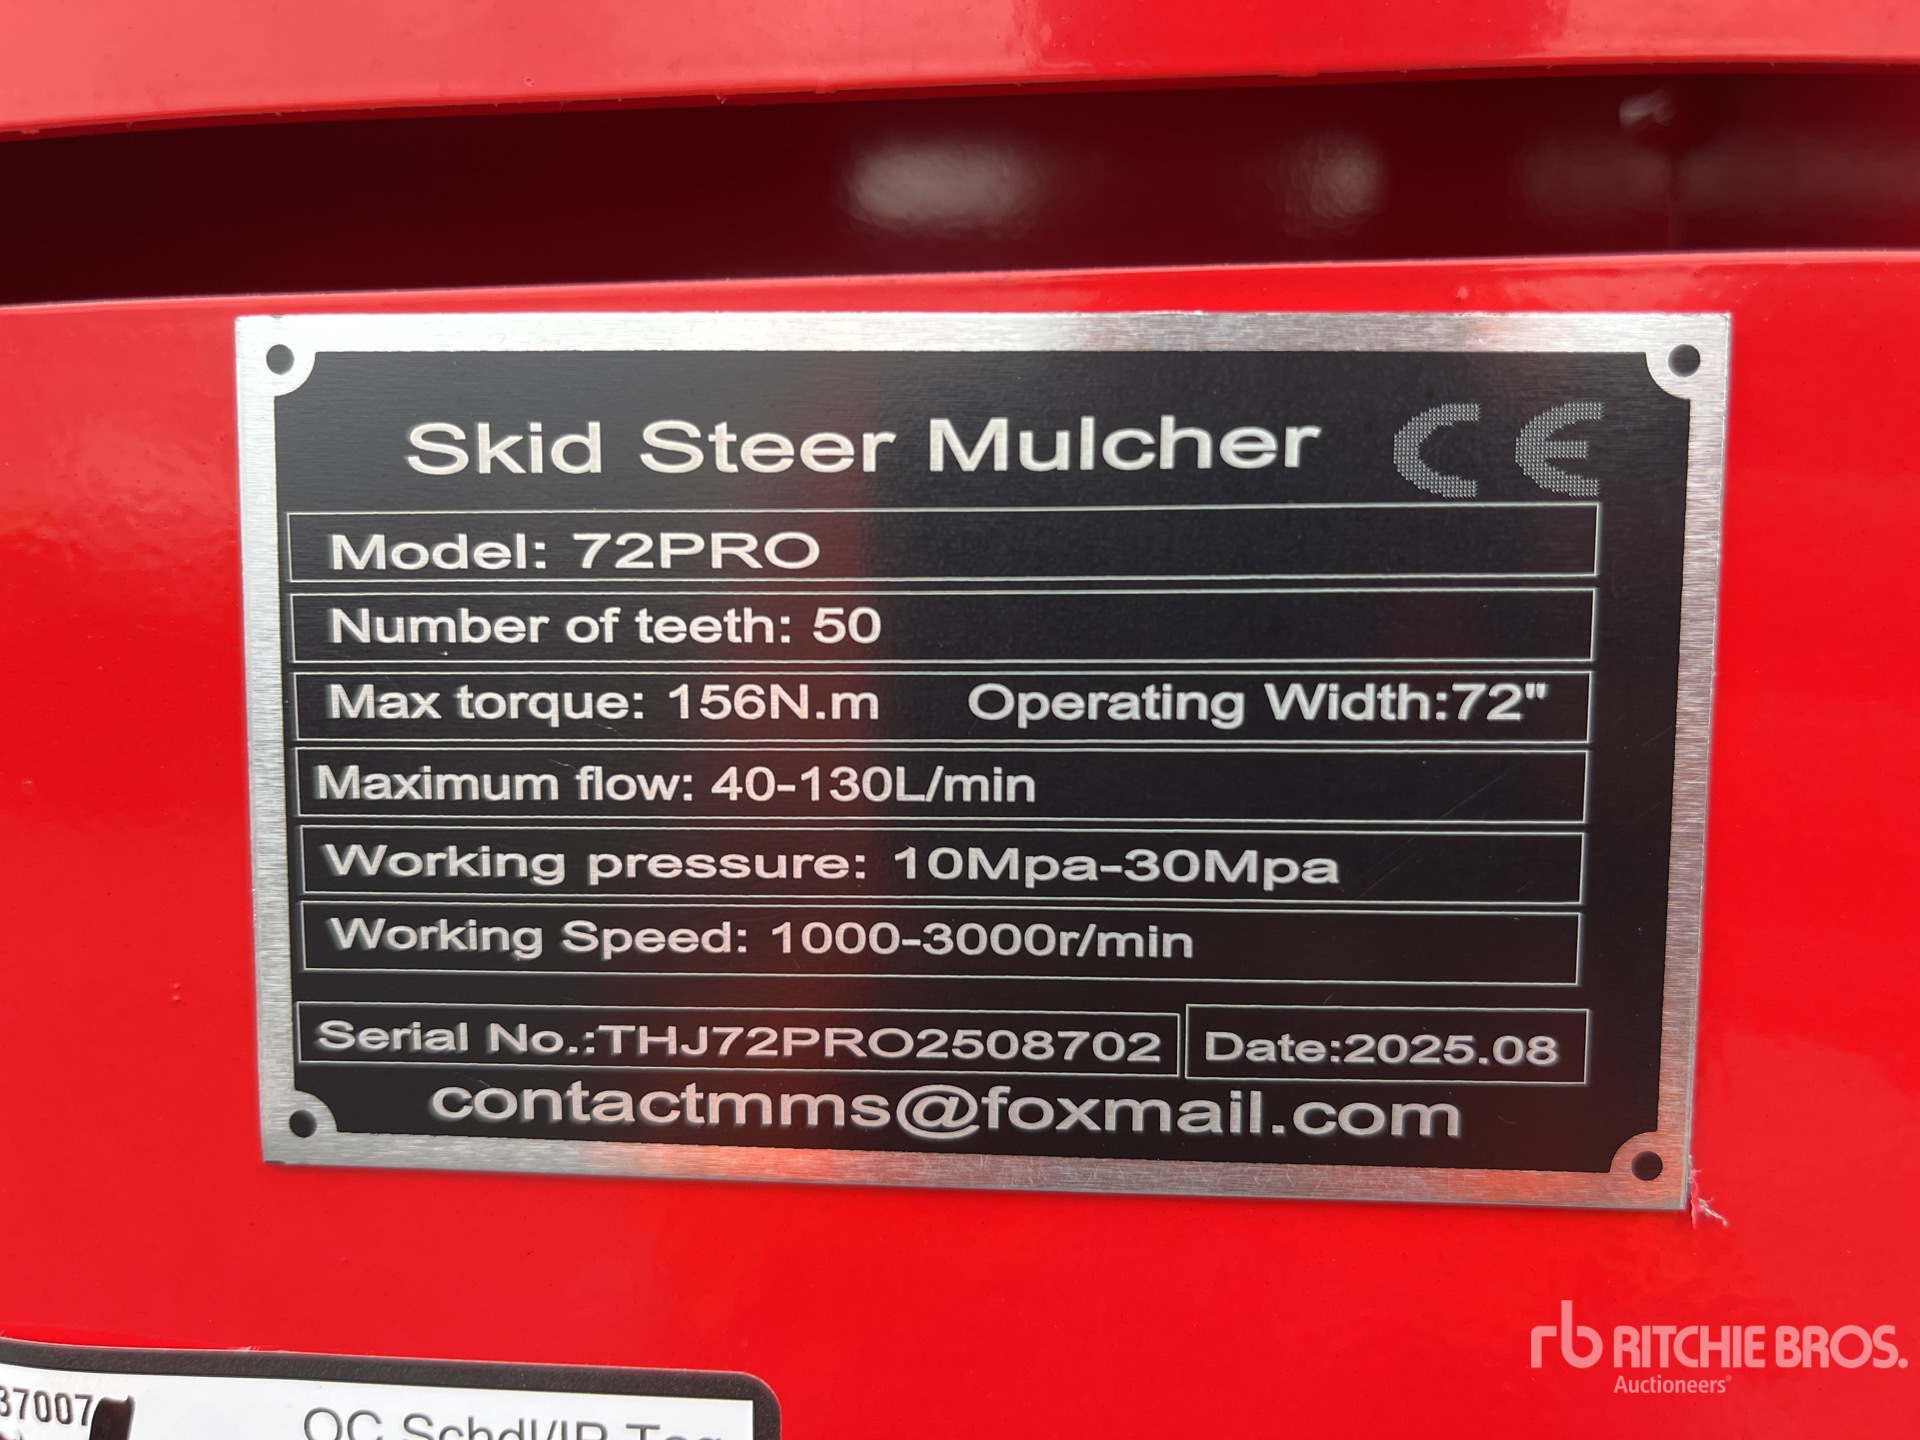 Skid Steer Mulcher CE
Model: 72PRO
Number of teeth: 50
Max torque: 156N.m Operating Width:72"
Maximum flow: 40-130L/min
Working pressure: 10Mpa-30Mpa
Working Speed: 1000-3000r/min
Serial No.:THJ72PRO2508702 Date:2025.08
contactmms@foxmail.com
rb RITCHIE BROS.
Auctioneers
37007